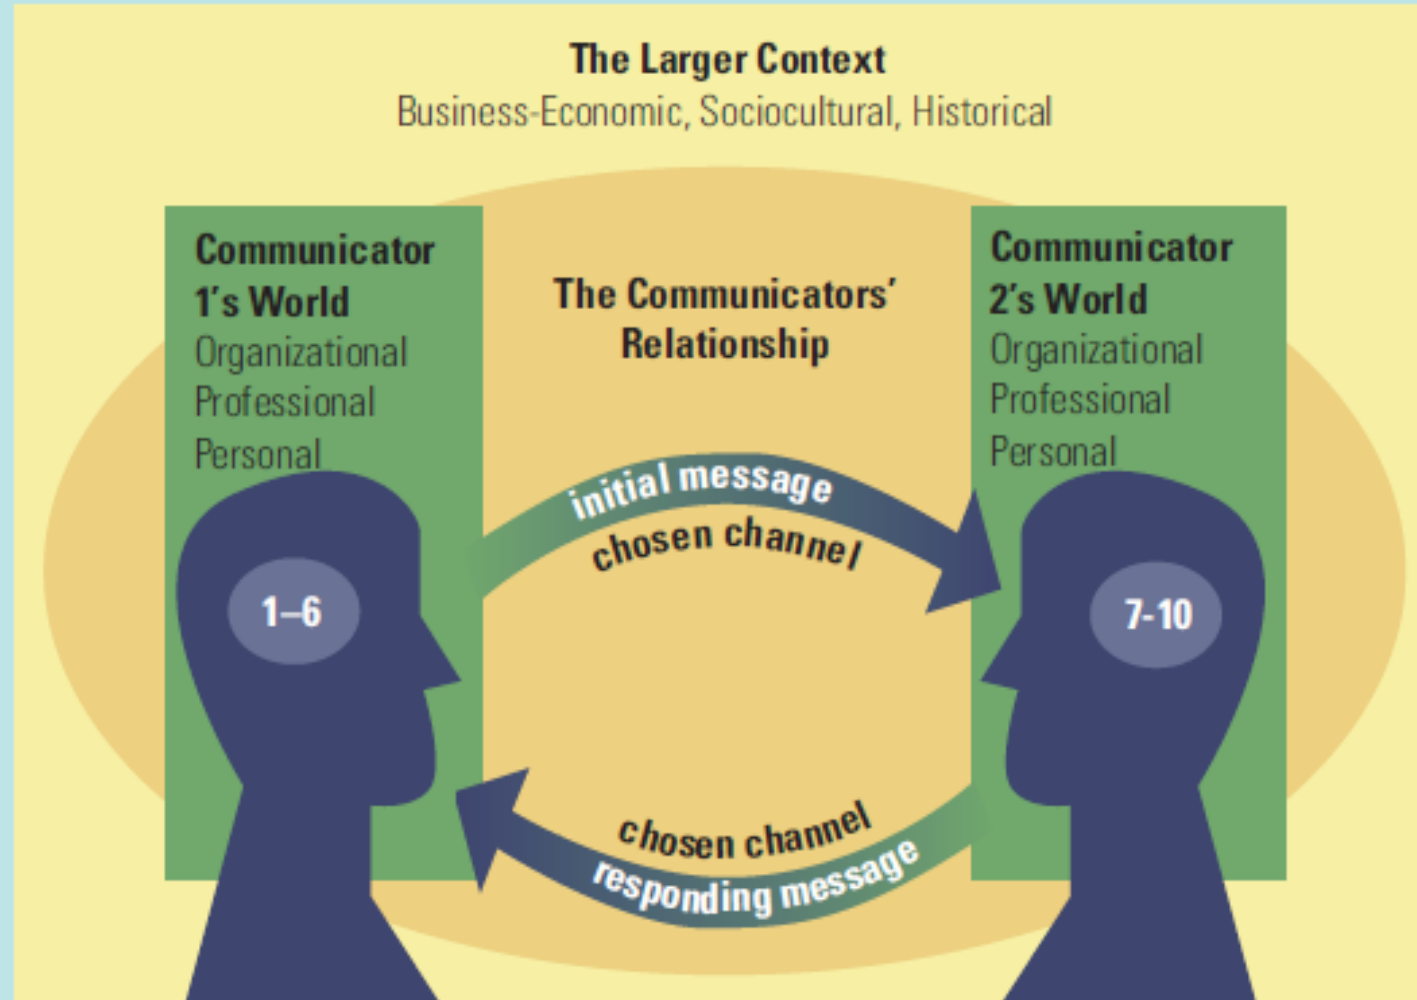 The Larger Context
Business-Economic, Sociocultural, Historical
Communicator
1's World
Organizational
Professional
Personal
The Communicators'
Relationship
Communicator
2's World
Organizational
Professional
Personal
initial message
chosen channel
1–6
7-10
chosen channel
responding message